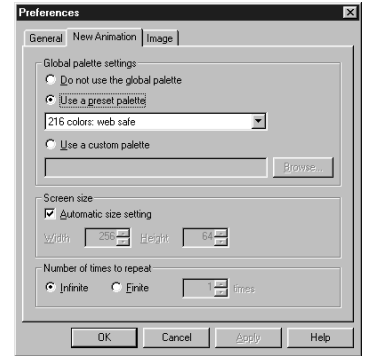 Preferences
General New Animation Image
Global palette settings
Do not use the global palette
Use a preset palette
216 colors: web safe
Use a custom palette
Browse...
Screen size
Automatic size setting
Width 256 Height 64
Number of times to repeat
Infinite Finite 1 times
OK Cancel Apply Help